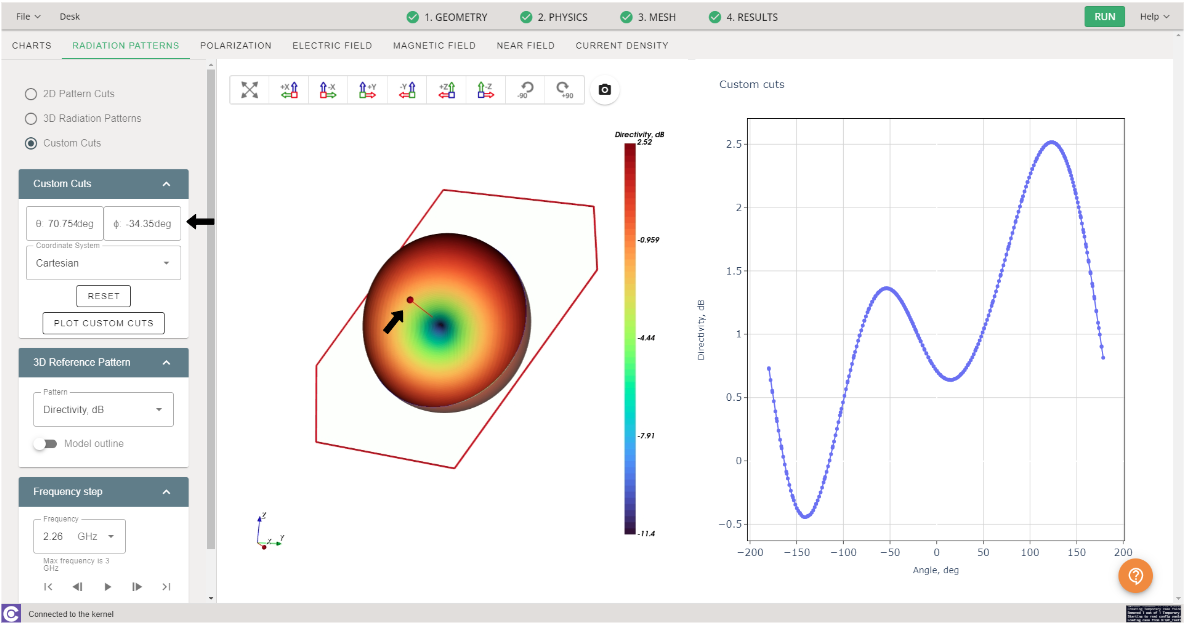 File Desk 1. GEOMETRY 2. PHYSICS 3. MESH 4. RESULTS RUN Help
CHARTS RADIATION PATTERNS POLARIZATION ELECTRIC FIELD MAGNETIC FIELD NEAR FIELD CURRENT DENSITY
2D Pattern Cuts
3D Radiation Patterns
Custom Cuts
Custom Cuts
θ: 70.754deg ϕ: -34.35deg
Coordinate System
Cartesian
RESET
PLOT CUSTOM CUTS
3D Reference Pattern
Pattern
Directivity, dB
Model outline
Frequency step
Frequency
2.26 GHz
Max frequency is 3
GHz
+X -X +Y -Y +Z -Z -90 +90
Directivity, dB
2.52
-0.959
-4.44
-7.91
-11.4
Z
X Y
Custom cuts
2.5
2
1.5
1
0.5
0
−0.5
Directivity, dB
−200 −150 −100 −50 0 50 100 150 200
Angle, deg
Connected to the kernel